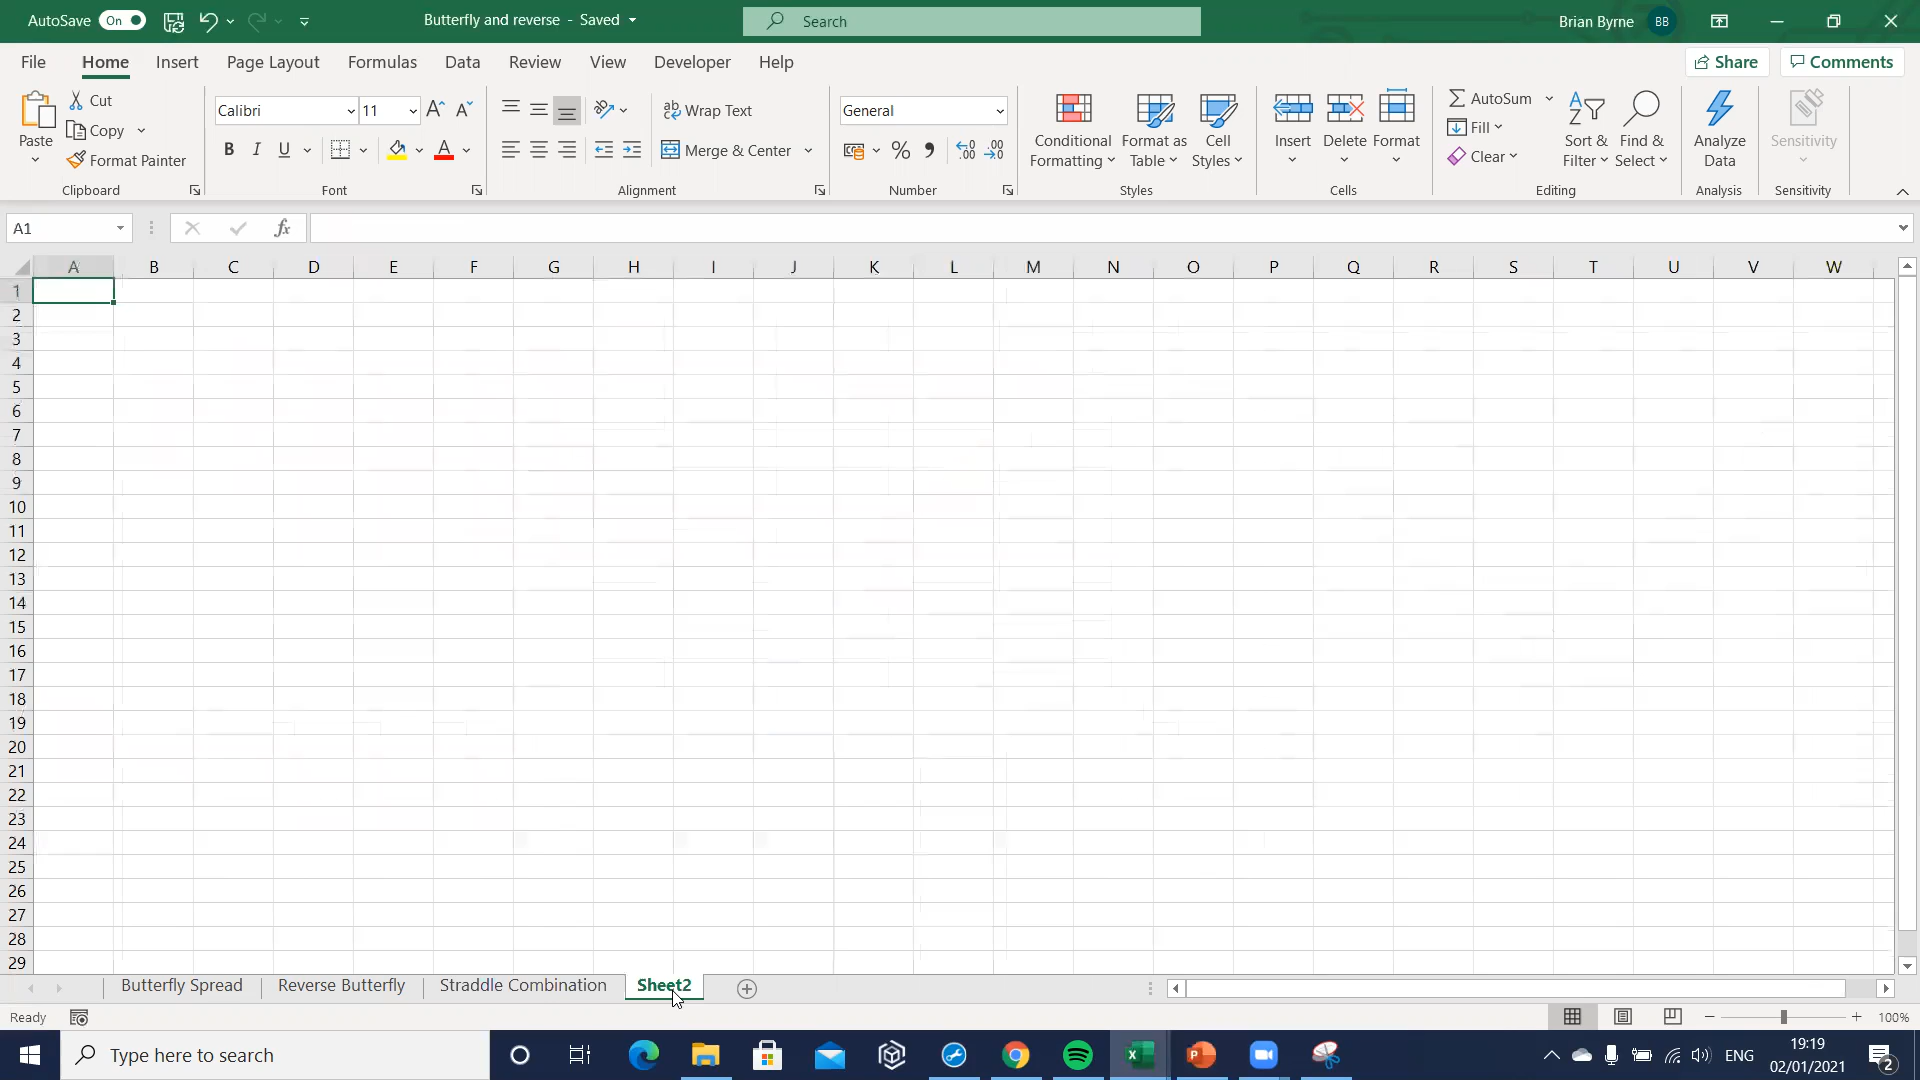 AutoSave On Butterfly and reverse - Saved Search Brian Byrne BB
File Home Insert Page Layout Formulas Data Review View Developer Help Share Comments
Paste Cut Copy Format Painter Clipboard
Calibri 11 B I U A Font
Wrap Text Merge & Center Alignment
General % Number
Conditional Formatting Format as Table Cell Styles Styles
Insert Delete Format Cells
AutoSum Fill Clear Sort & Filter Find & Select Editing
Analyze Data Analysis
Sensitivity Sensitivity
A1 fx
A B C D E F G H I J K L M N O P Q R S T U V W
1
2
3
4
5
6
7
8
9
10
11
12
13
14
15
16
17
18
19
20
21
22
23
24
25
26
27
28
29
Butterfly Spread Reverse Butterfly Straddle Combination Sheet2
Ready 100%
Type here to search ENG 19:19
02/01/2021 2